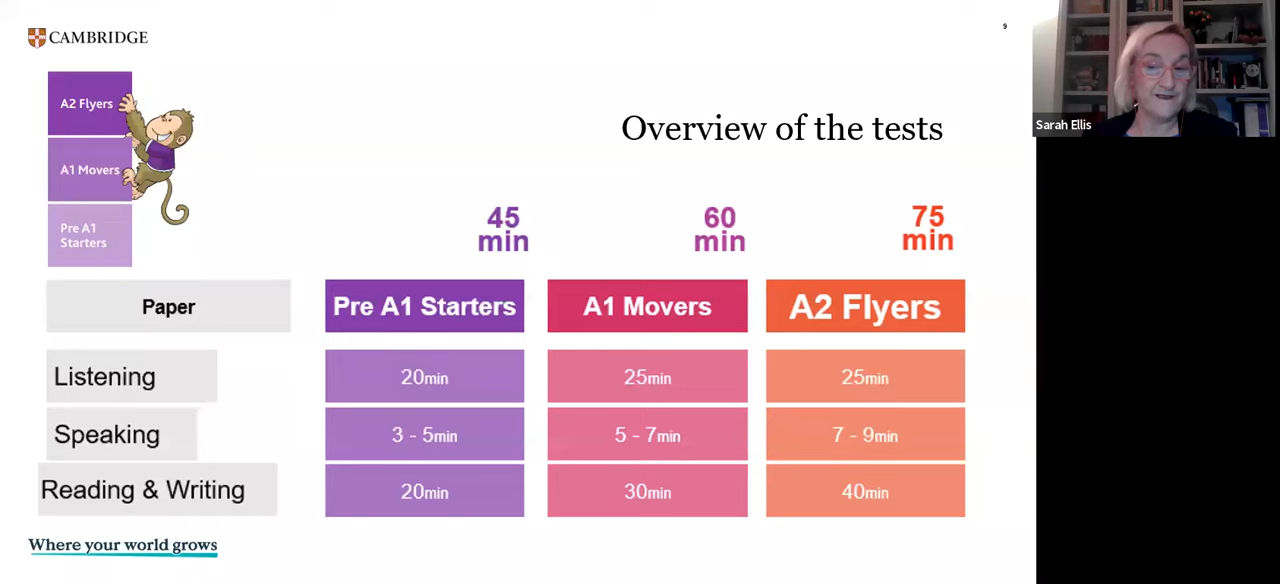 CAMBRIDGE
9
Sarah Ellis
A2 Flyers
A1 Movers
Pre A1
Starters
Overview of the tests
45
min
60
min
75
min
Paper
Pre A1 Starters
A1 Movers
A2 Flyers
Listening
20min
25min
25min
Speaking
3 - 5min
5 - 7min
7 - 9min
Reading & Writing
20min
30min
40min
Where your world grows